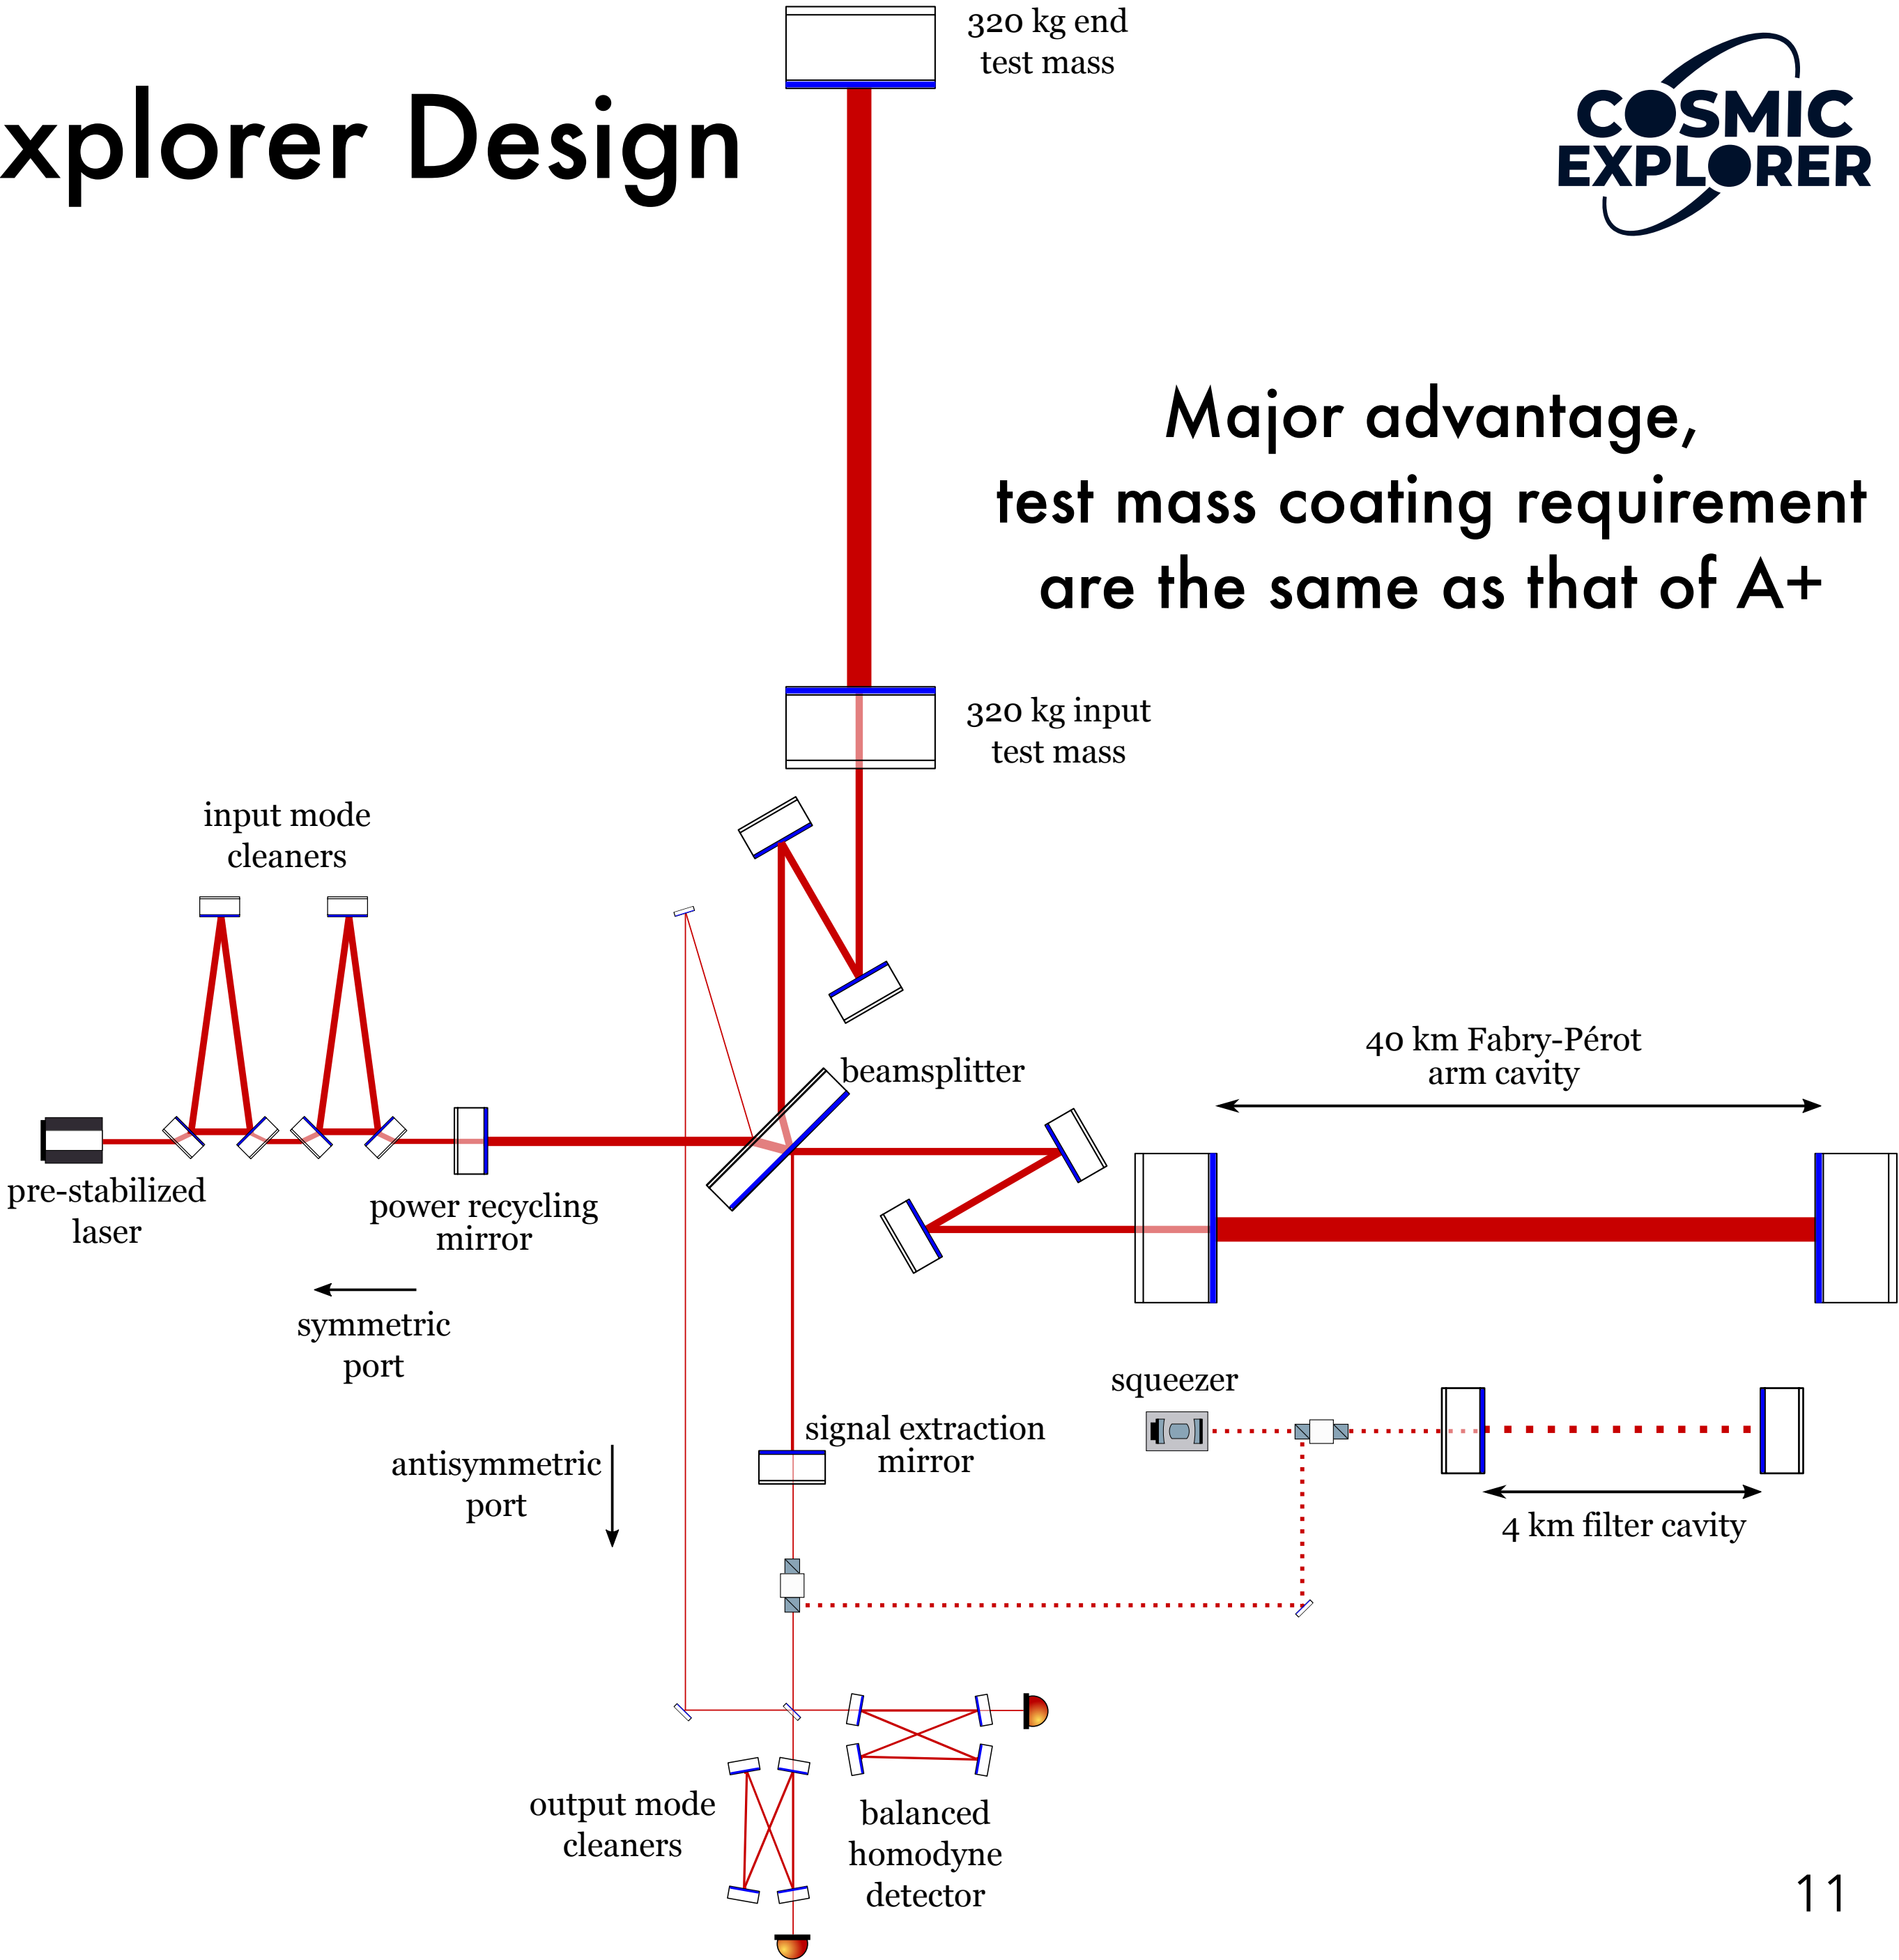 320 kg end
test mass
xplorer Design
COSMIC
EXPLORER
Major advantage,
test mass coating requirement
are the same as that of A+
320 kg input
test mass
input mode
cleaners
beamsplitter
40 km Fabry-Pérot
arm cavity
pre-stabilized
laser
power recycling
mirror
symmetric
port
squeezer
signal extraction
mirror
antisymmetric
port
4 km filter cavity
output mode
cleaners
balanced
homodyne
detector
11